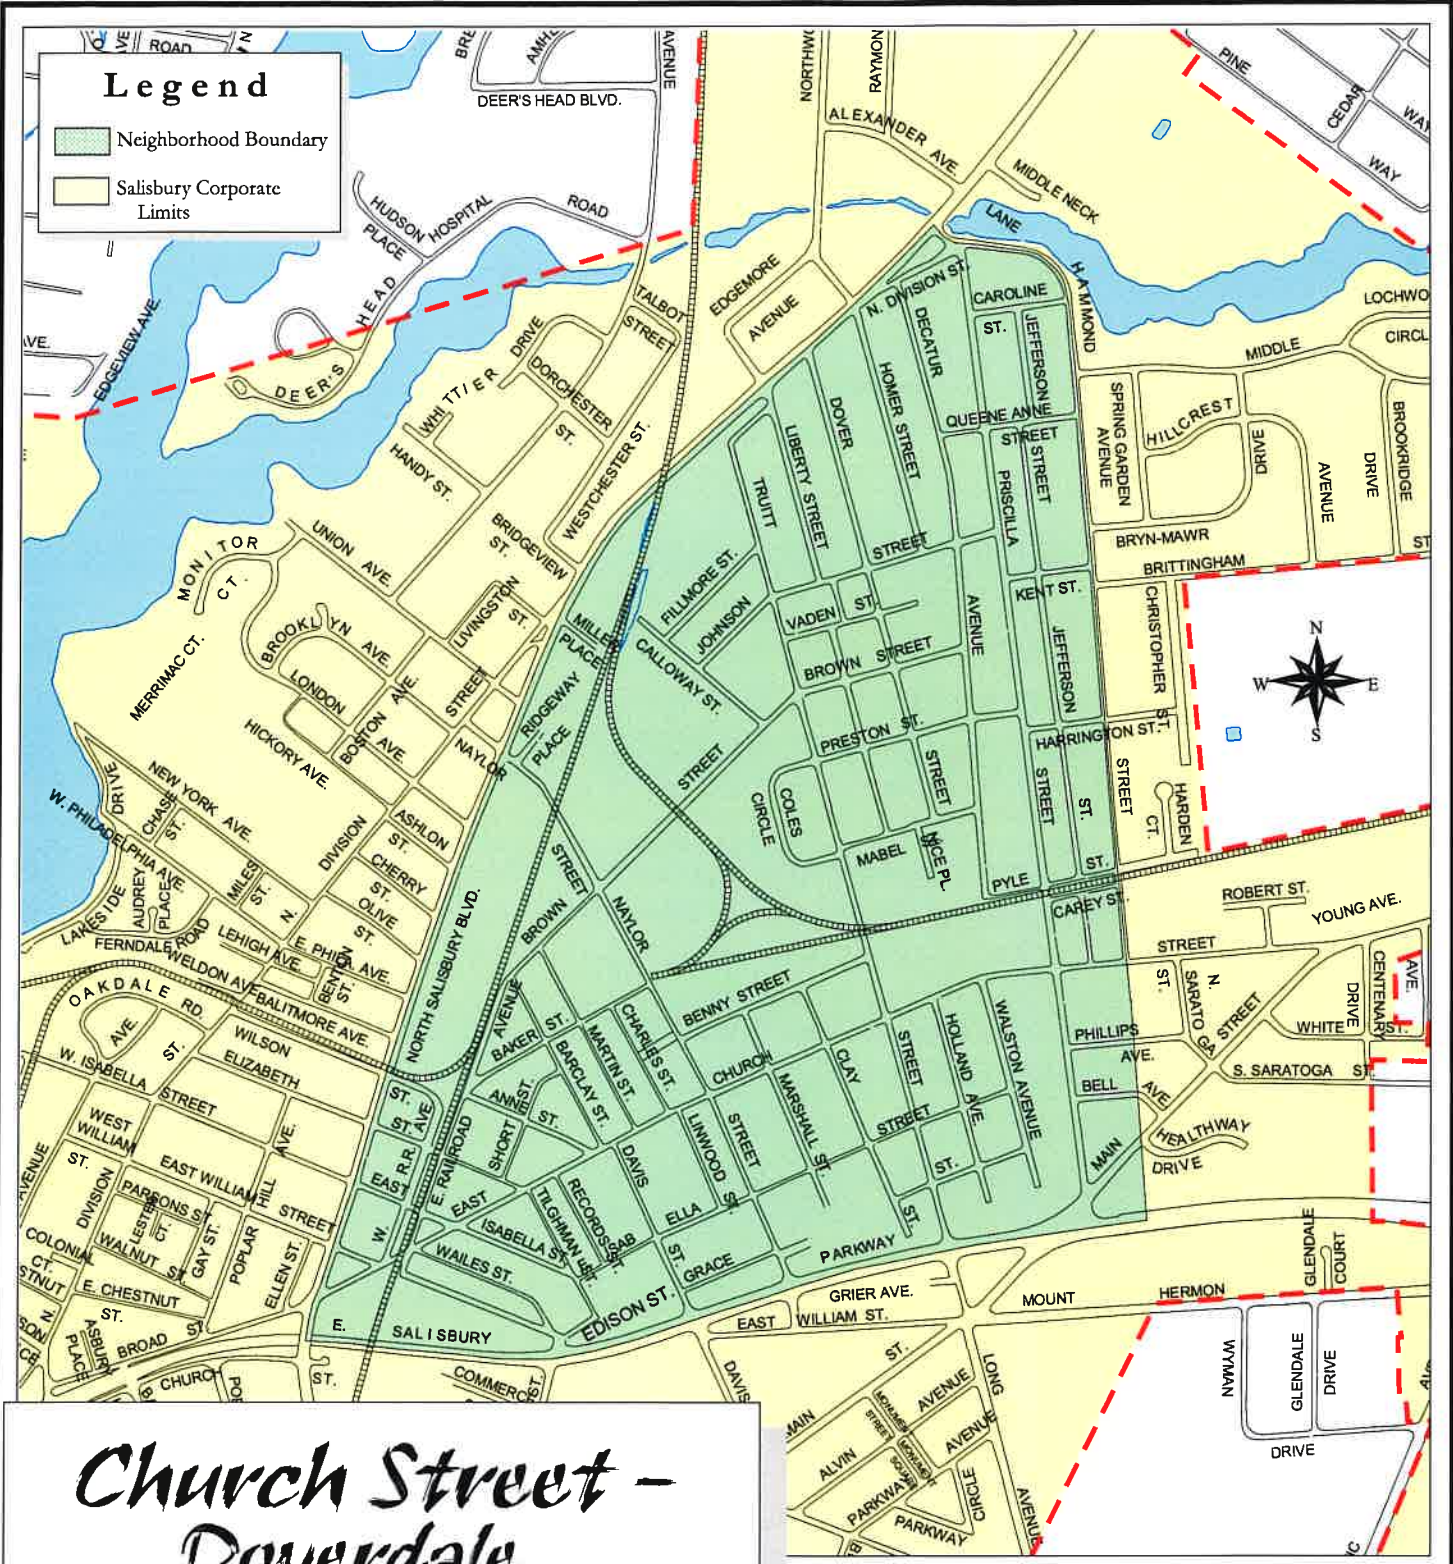 Legend
Neighborhood Boundary
Salisbury Corporate
Limits
ROAD
AVENUE
DEER'S HEAD BLVD.
HUDSON
PLACE
HOSPITAL
ROAD
HEAD
DEER'S
EDGEVIEW AVE.
RAYMON
ALEXANDER AVE.
MIDDLE NECK
LANE
PINE
CEDAR
WAY
WAY
EDGEMORE
AVENUE
TALBOT
STREET
DRIVE
WHITTIER
DORCHESTER
ST.
HANDY ST.
WESTCHESTER ST.
BRIDGEVIEW
ST.
N. DIVISION ST.
CAROLINE
ST.
DECATUR
JEFFERSON
HAMMOND
HOMER STREET
DOVER
QUEENE ANNE
STREET
STREET
LIBERTY STREET
TRUITT
PRISCILLA
LOCHWO
CIRCL
MIDDLE
SPRING GARDEN
AVENUE
HILLCREST
DRIVE
AVENUE
DRIVE
BROOKRIDGE
BRYN-MAWR
BRITTINGHAM
ST
MONITOR
CT.
UNION AVE.
LIVINGSTON
ST.
BROOKLYN AVE.
MERRIMAC CT.
LONDON
BOSTON AVE.
AVE
STREET
HICKORY AVE.
NAYLOR
MILLER
PLACE
RIDGEWAY
PLACE
FILLMORE ST.
JOHNSON
CALLOWAY ST.
STREET
STREET
VADEN ST.
BROWN STREET
AVENUE
KENT ST.
JEFFERSON
CHRISTOPHER ST.
PRESTON ST.
HARRINGTON ST.
STREET
COLES
CIRCLE
STREET
ST.
STREET
HARDEN
CT.
MABEL
PL.
PYLE
ST.
N
W
E
S
DRIVE
NEW YORK AVE.
CHASE
ST.
W. PHILADELPHIA AVE.
MILES
ST.
DIVISION
N.
ASHLON
ST.
CHERRY
ST.
OLIVE
ST.
AUDREY
PLACE
LAKESIDE
FERNDALE ROAD
LEHIGH AVE.
E. PHILA. AVE.
WELDON AVE.
BENTON
ST.
BALITMORE AVE.
OAKDALE RD.
AVE.
ST.
WILSON
ELIZABETH
NORTH SALISBURY BLVD.
STREET
BROWN
NAYLOR
AVENUE
BENNY STREET
CAREY ST.
ROBERT ST.
YOUNG AVE.
STREET
ST.
N.
SARATOGA
STREET
DRIVE
CENTENARY
AVE.
WHITE ST.
S. SARATOGA ST.
PHILLIPS
AVE.
BELL
AVE
HEALTHWAY
DRIVE
MAIN
BAKER ST.
MARTIN ST.
CHARLES ST.
BARCLAY ST.
CHURCH
CLAY
STREET
HOLLAND AVE.
WALSTON AVENUE
MARSHALL ST.
STREET
ST.
W. ISABELLA STREET
WEST
WILLIAM
ST.
AVENUE
EAST WILLIAM
STREET
AVE.
HILL
POPLAR
DIVISION
PARSONS ST.
LESTER
CT.
WALNUT ST.
GAY ST.
ELLEN ST.
COLONIAL
CT.
E. CHESTNUT
ST.
BROAD ST
ASBURY
PLACE
CHURCH
ST.
ST.
ST.
AVE
R.R.
EAST
W.
E. RAILROAD
ANNE ST.
ST.
SHORT
EAST
ISABELLA ST.
TILGHMAN
RECORDS
DAVIS
LINWOOD ST.
STREET
ELLA
ST.
GRACE
WAILES ST.
EDISON ST.
E. SALISBURY
PARKWAY
ST.
GRIER AVE.
EAST WILLIAM ST.
MOUNT
HERMON
GLENDALE
COURT
WYMAN
GLENDALE
DRIVE
DRIVE
COMMERC
ST.
DAVIS
ST.
LONG
AVENUE
MAIN
ALVIN
AVENUE
AVENUE
MONUMENT
SQUARE
STREET
PARKWAY
PARKWAY
CIRCLE
Church Street -
Doverdale